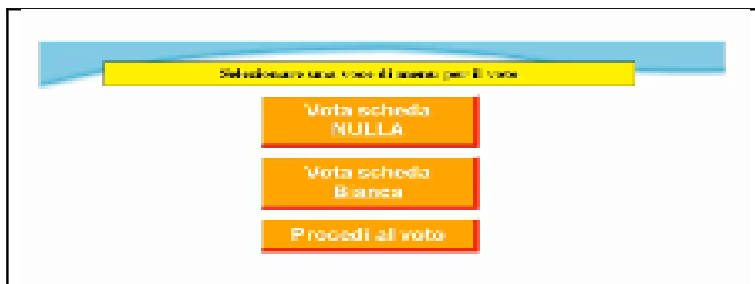 Selezionare una voce di menu per il voto
Vota scheda
NULLA
Vota scheda
Bianca
Procedi al voto